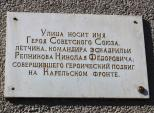 Улица носит имя
Героя Советского Союза,
летчика, командира эскадрильи
Репникова Николая Федоровича,
совершившего героический подвиг
на Карельском фронте.